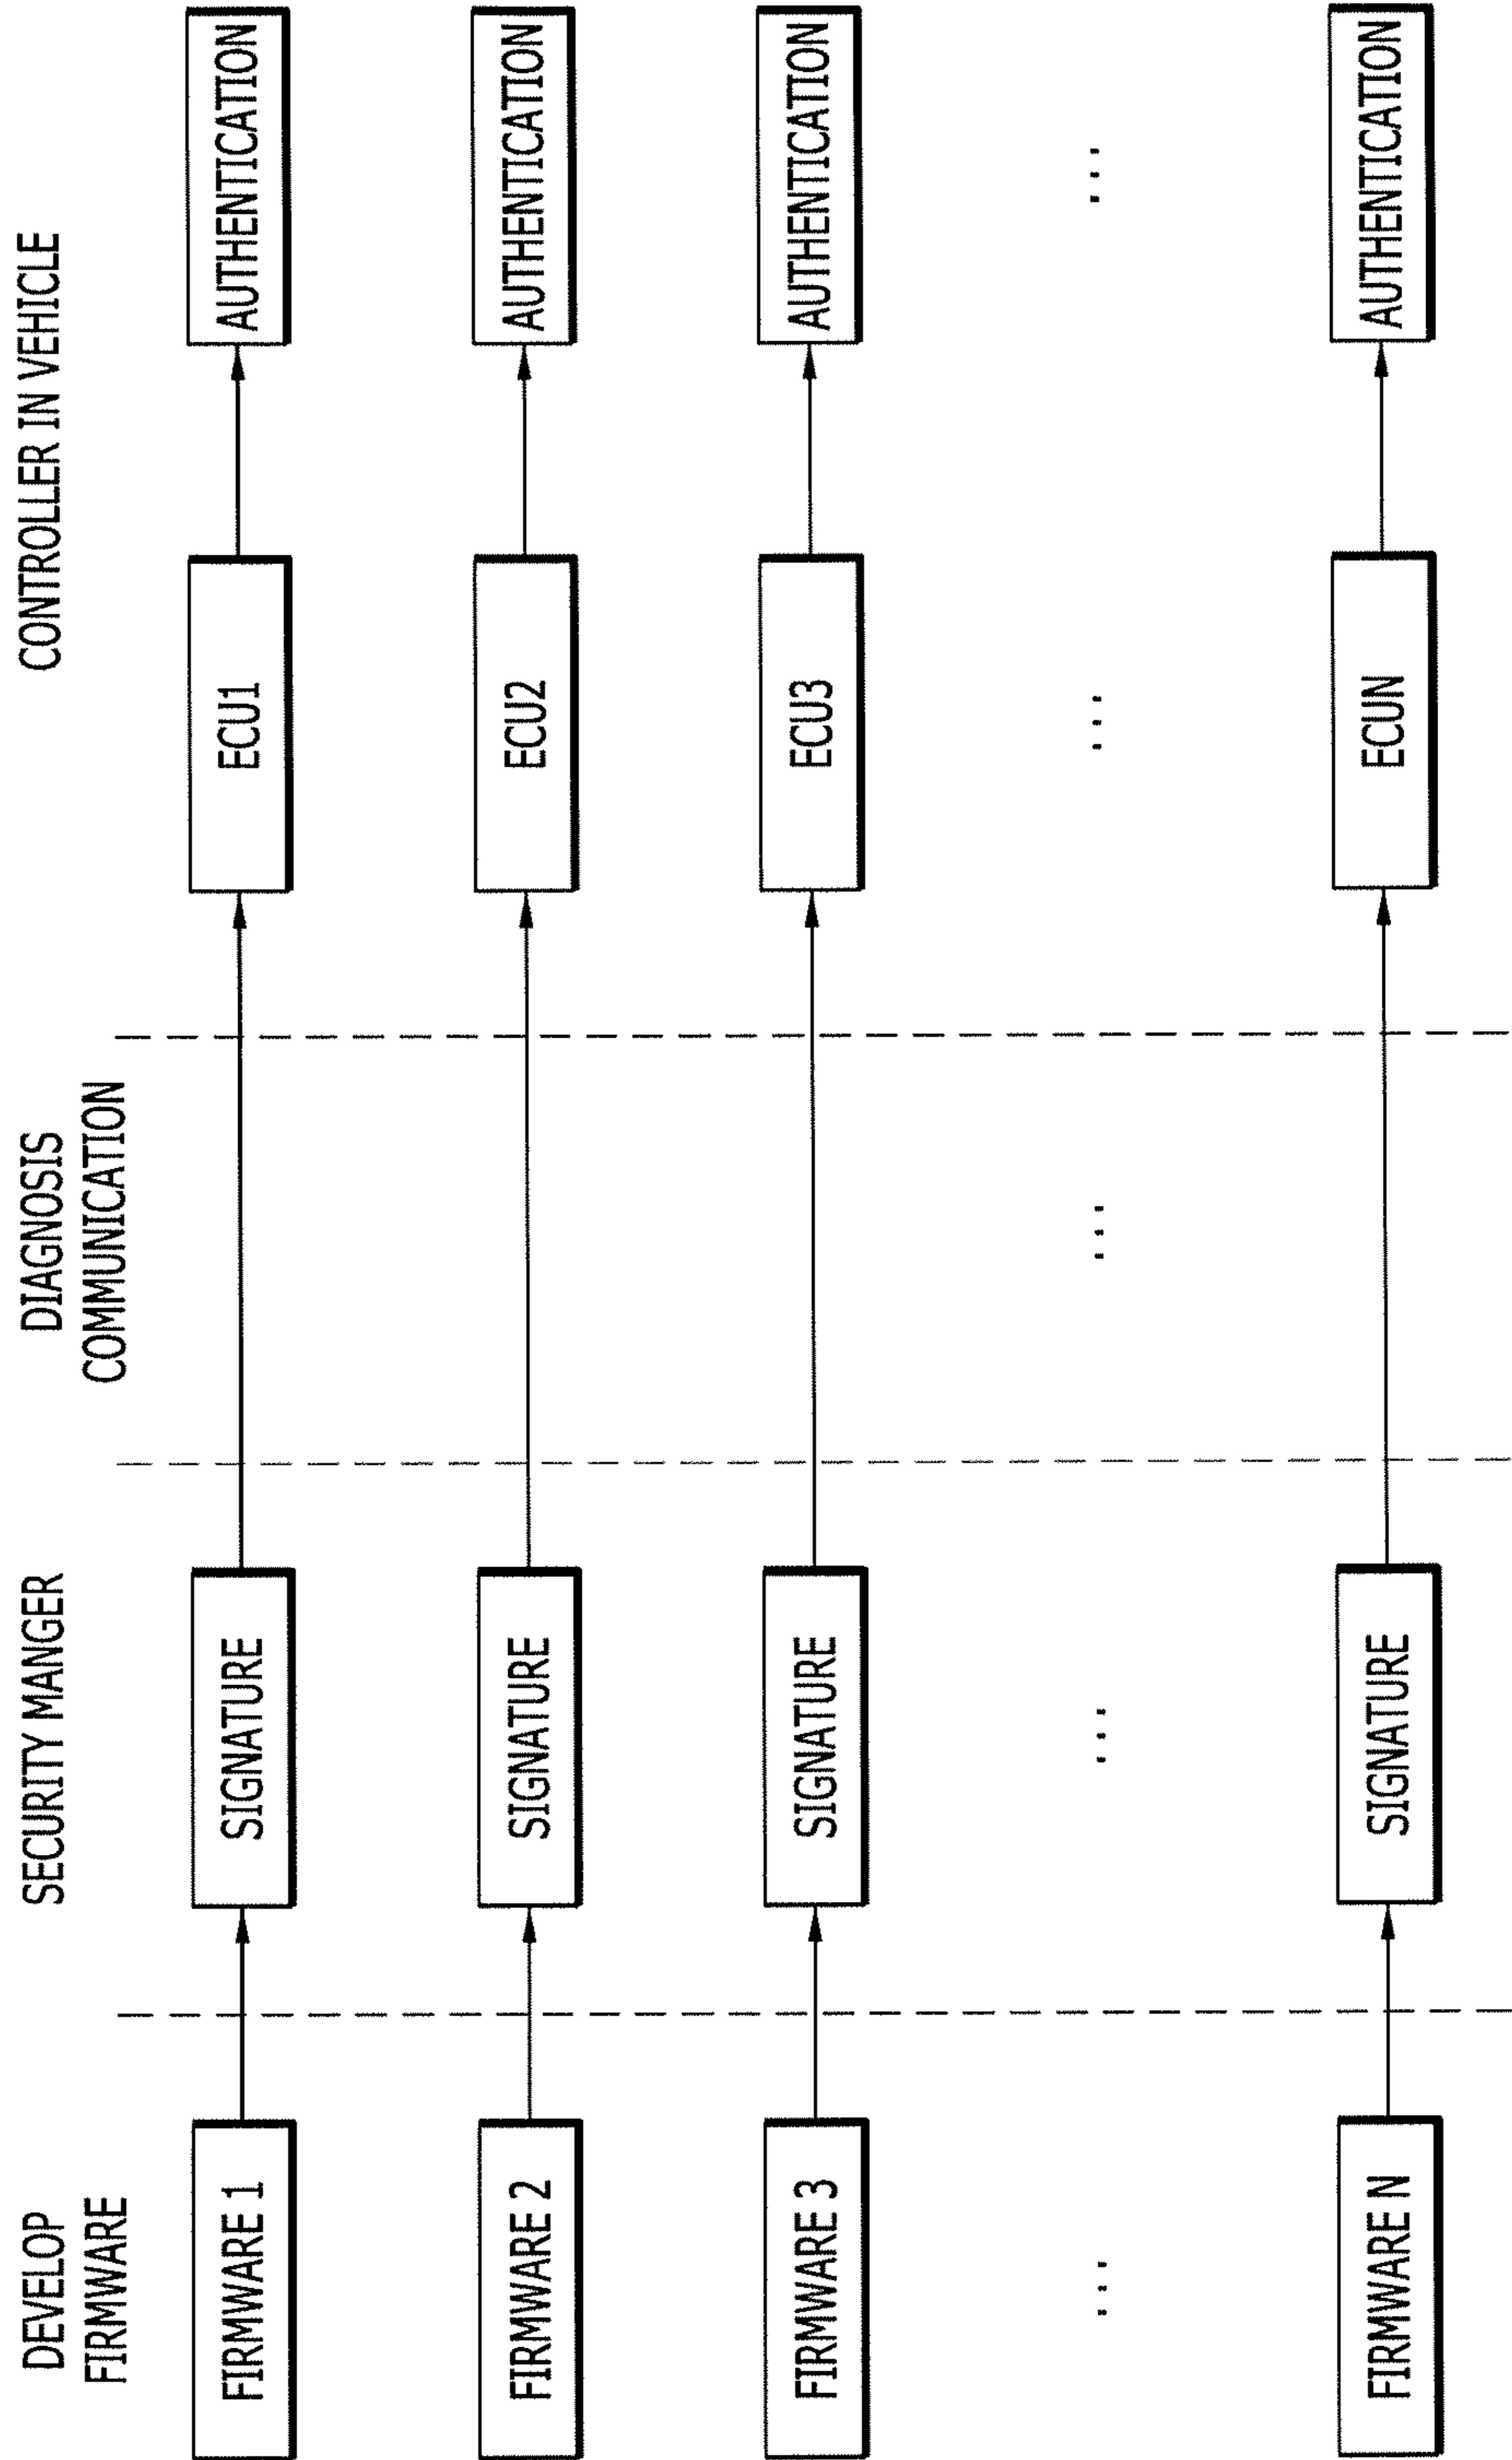 DEVELOP
FIRMWARE
SECURITY MANGER
DIAGNOSIS
COMMUNICATION
CONTROLLER IN VEHICLE
FIRMWARE 1
SIGNATURE
ECU1
AUTHENTICATION
FIRMWARE 2
SIGNATURE
ECU2
AUTHENTICATION
FIRMWARE 3
SIGNATURE
ECU3
AUTHENTICATION
...
...
...
...
...
FIRMWARE N
SIGNATURE
ECUN
AUTHENTICATION